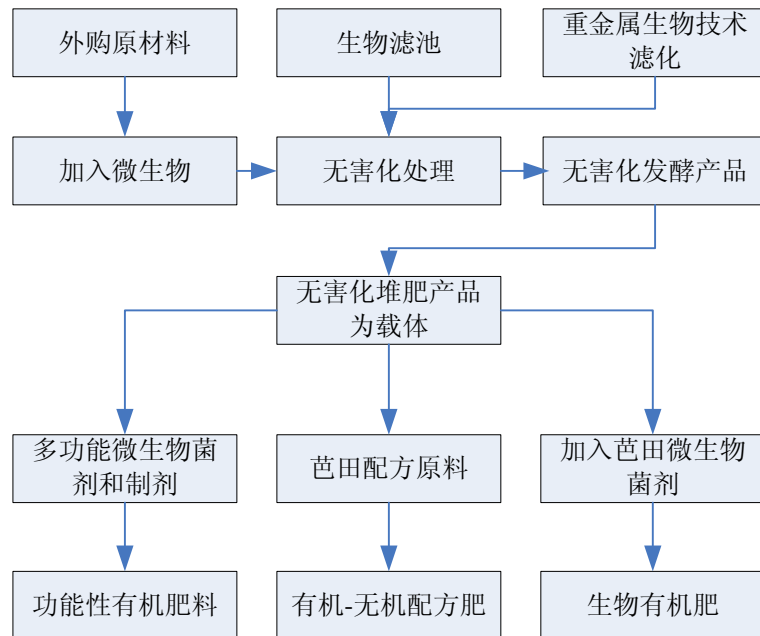 外购原材料
生物滤池
重金属生物技术
滤化
加入微生物
无害化处理
无害化发酵产品
无害化堆肥产品
为载体
多功能微生物菌
剂和制剂
芭田配方原料
加入芭田微生物
菌剂
功能性有机肥料
有机-无机配方肥
生物有机肥